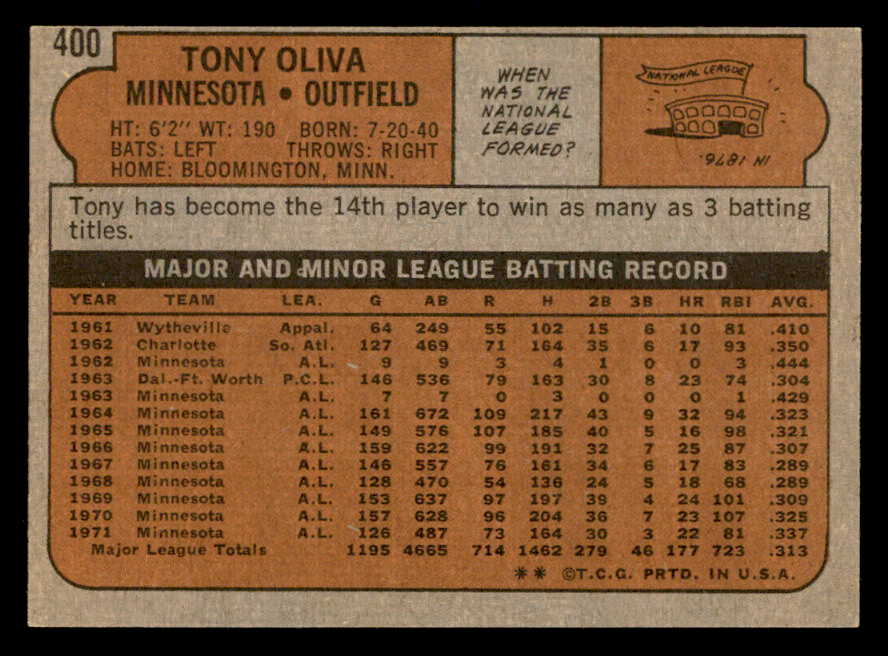 400
TONY OLIVA
MINNESOTA • OUTFIELD
HT: 6'2" WT: 190 BORN: 7-20-40
BATS: LEFT THROWS: RIGHT
HOME: BLOOMINGTON, MINN.
WHEN
WAS THE
NATIONAL
LEAGUE
FORMED?
NATIONAL LEAGUE
IN 1876.
Tony has become the 14th player to win as many as 3 batting
titles.
MAJOR AND MINOR LEAGUE BATTING RECORD
YEAR TEAM LEA. G AB R H 2B 3B HR RBI AVG.
1961 Wytheville Appal. 64 249 55 102 15 6 10 81 .410
1962 Charlotte So. Atl. 127 469 71 164 35 6 17 93 .350
1962 Minnesota A.L. 9 9 3 4 1 0 0 3 .444
1963 Dal.-Ft. Worth P.C.L. 146 536 79 163 30 8 23 74 .304
1963 Minnesota A.L. 7 7 0 3 0 0 0 1 .429
1964 Minnesota A.L. 161 672 109 217 43 9 32 94 .323
1965 Minnesota A.L. 149 576 107 185 40 5 16 98 .321
1966 Minnesota A.L. 159 622 99 191 32 7 25 87 .307
1967 Minnesota A.L. 146 557 76 161 34 6 17 83 .289
1968 Minnesota A.L. 128 470 54 136 24 5 18 68 .289
1969 Minnesota A.L. 153 637 97 197 39 4 24 101 .309
1970 Minnesota A.L. 157 628 96 204 36 7 23 107 .325
1971 Minnesota A.L. 126 487 73 164 30 3 22 81 .337
Major League Totals 1195 4665 714 1462 279 46 177 723 .313
** ©T.C.G. PRTD. IN U.S.A.